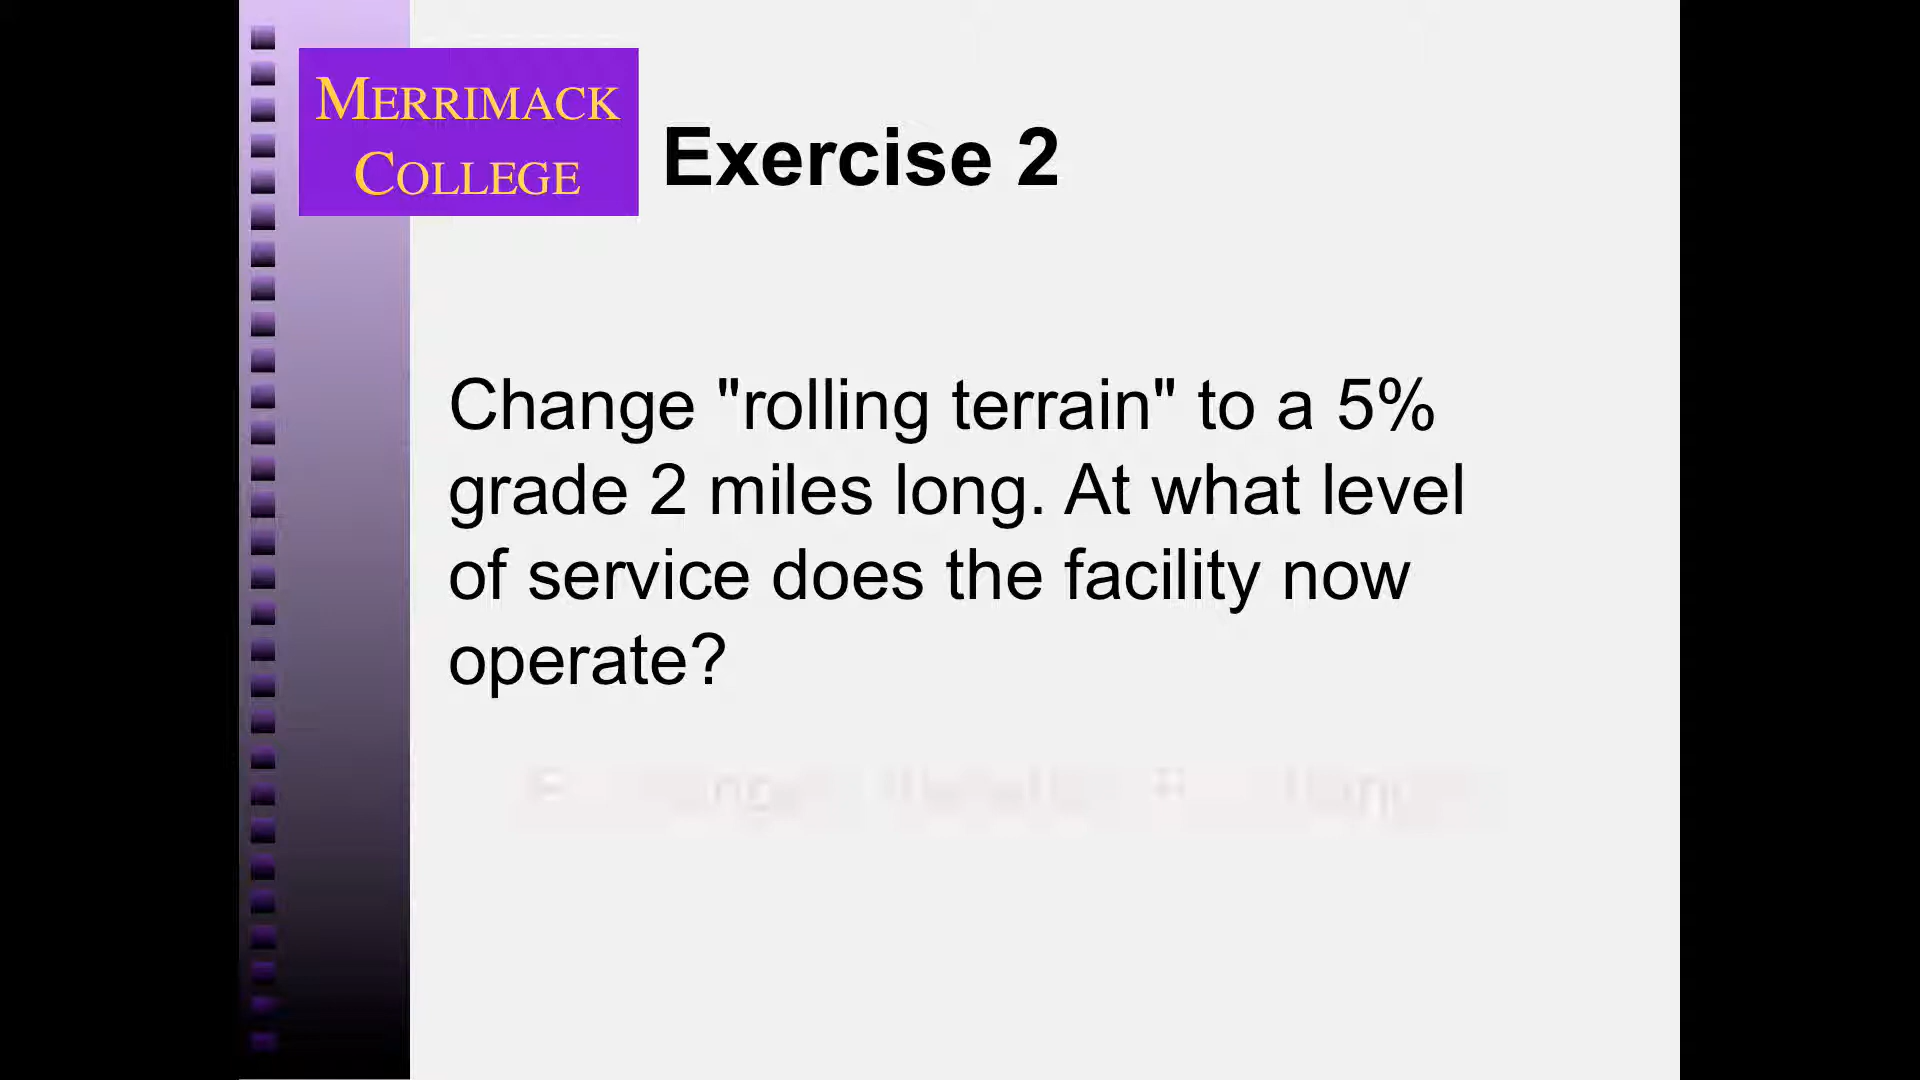 MERRIMACK
COLLEGE
Exercise 2
Change "rolling terrain" to a 5%
grade 2 miles long. At what level
of service does the facility now
operate?